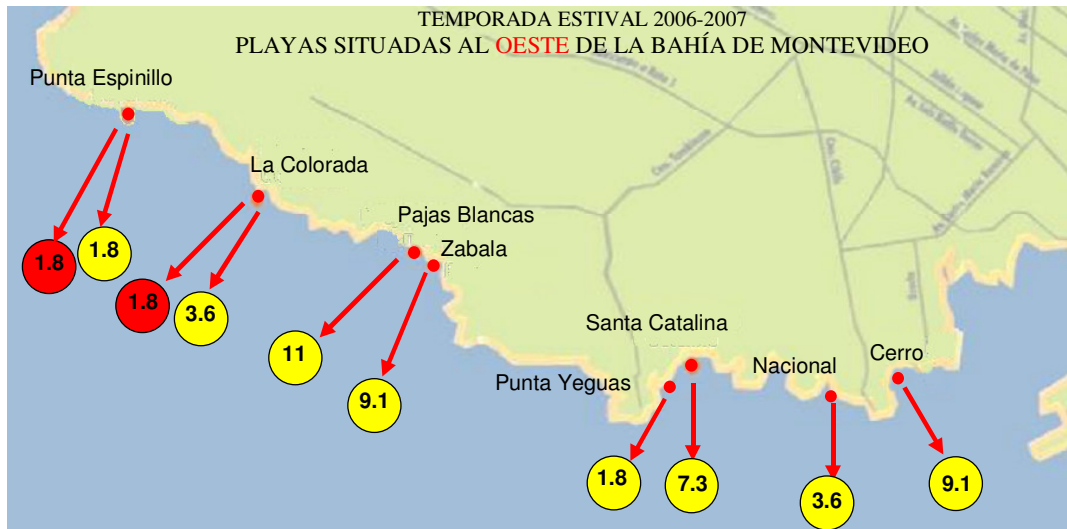 TEMPORADA ESTIVAL 2006-2007
PLAYAS SITUADAS AL OESTE DE LA BAHÍA DE MONTEVIDEO
Punta Espinillo
La Colorada
Pajas Blancas
Zabala
1.8
1.8
1.8
3.6
Santa Catalina
11
Nacional
Cerro
Punta Yeguas
9.1
1.8
7.3
3.6
9.1